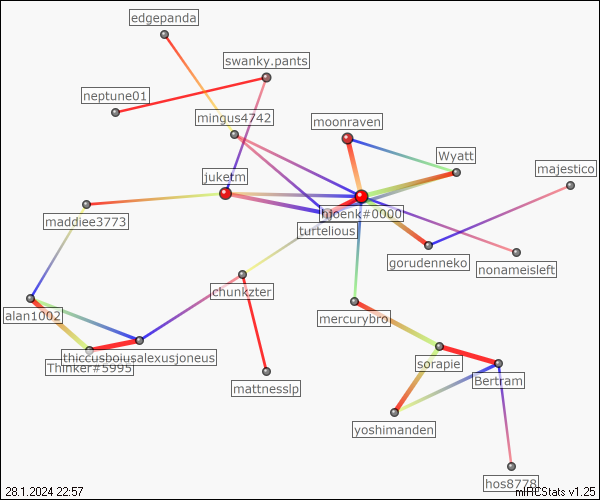 edgepanda
swanky.pants
neptune01
mingus4742
moonraven
Wyatt
majestico
juketm
maddiee3773
hjoenk#0000
turtelious
gorudenneko
nonameisleft
chunkzter
alan1002
mercurybro
thiccusboiusalexusjoneus
Thinker#5995
sorapie
Bertram
mattnesslp
yoshimanden
hos8778
28.1.2024 22:57
mIRCStats v1.25